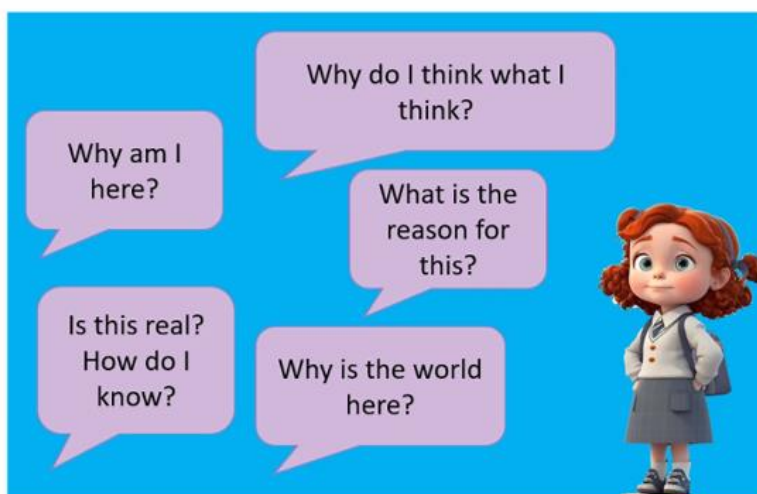 Why do I think what I
think?
Why am I
here?
What is the
reason for
this?
Is this real?
How do I
know?
Why is the world
here?